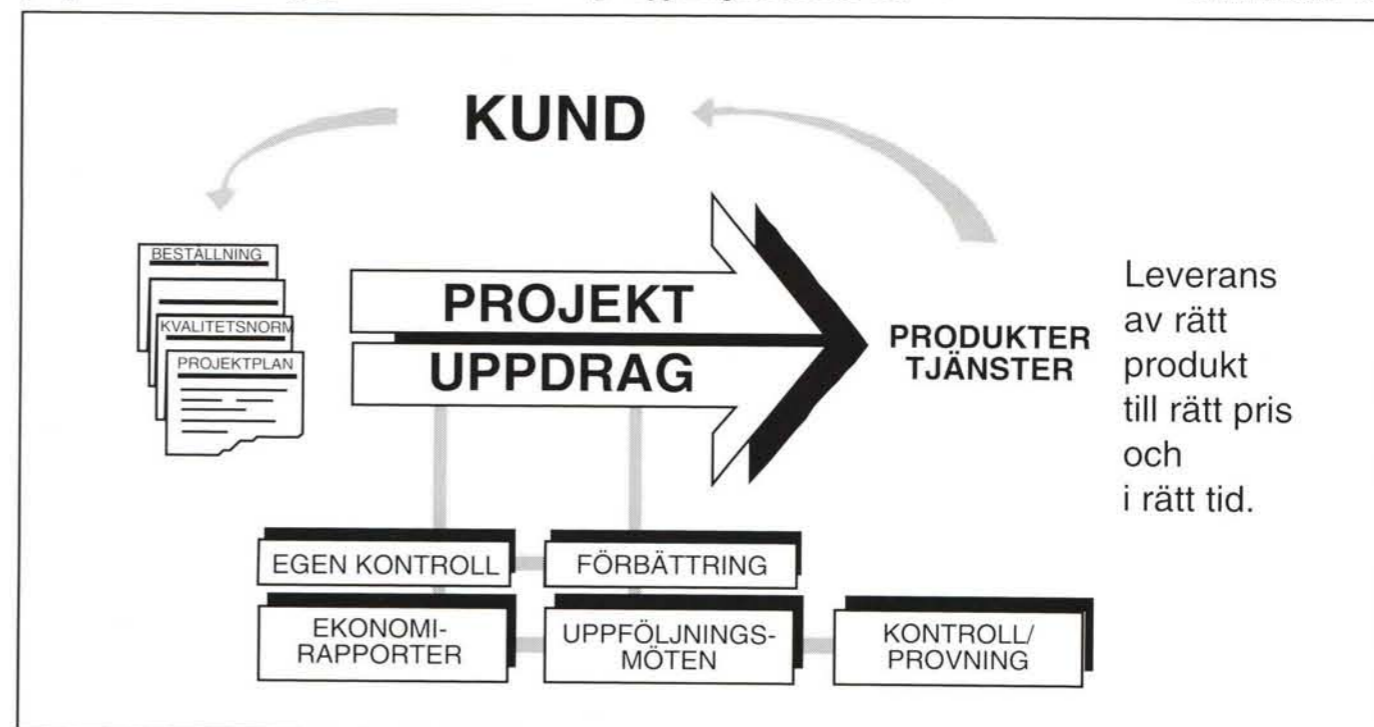 KUND
BESTÄLLNING
KVALITETSNORM
PROJEKTPLAN
PROJEKT
UPPDRAG
PRODUKTER
TJÄNSTER
Leverans
av rätt
produkt
till rätt pris
och
i rätt tid.
EGEN KONTROLL
FÖRBÄTTRING
EKONOMI-
RAPPORTER
UPPFÖLJNINGS-
MÖTEN
KONTROLL/
PROVNING